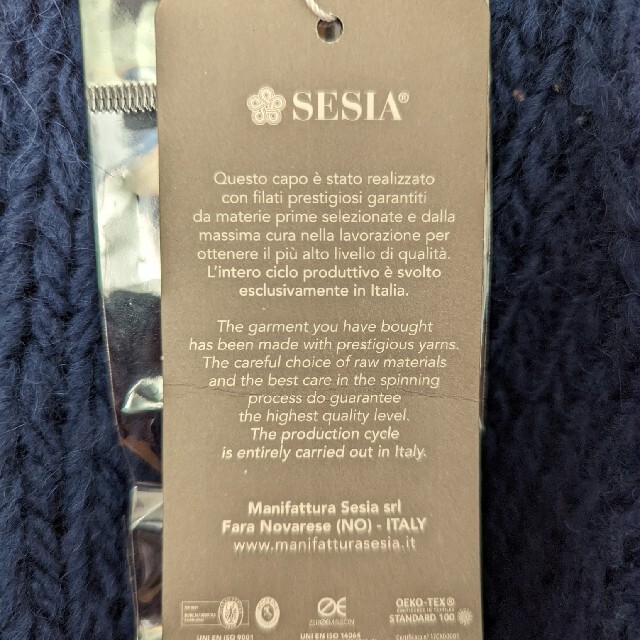 SESIA®
Questo capo è stato realizzato
con filati prestigiosi garantiti
da materie prime selezionate e dalla
massima cura nella lavorazione per
ottenere il più alto livello di qualità.
L'intero ciclo produttivo è svolto
esclusivamente in Italia.
The garment you have bought
has been made with prestigious yarns.
The careful choice of raw materials
and the best care in the spinning
process do guarantee
the highest quality level.
The production cycle
is entirely carried out in Italy.
Manifattura Sesia srl
Fara Novarese (NO) - ITALY
www.manifatturasesia.it
OEKO-TEX®
STANDARD 100
UNI EN ISO 9001
UNI EN ISO 14064